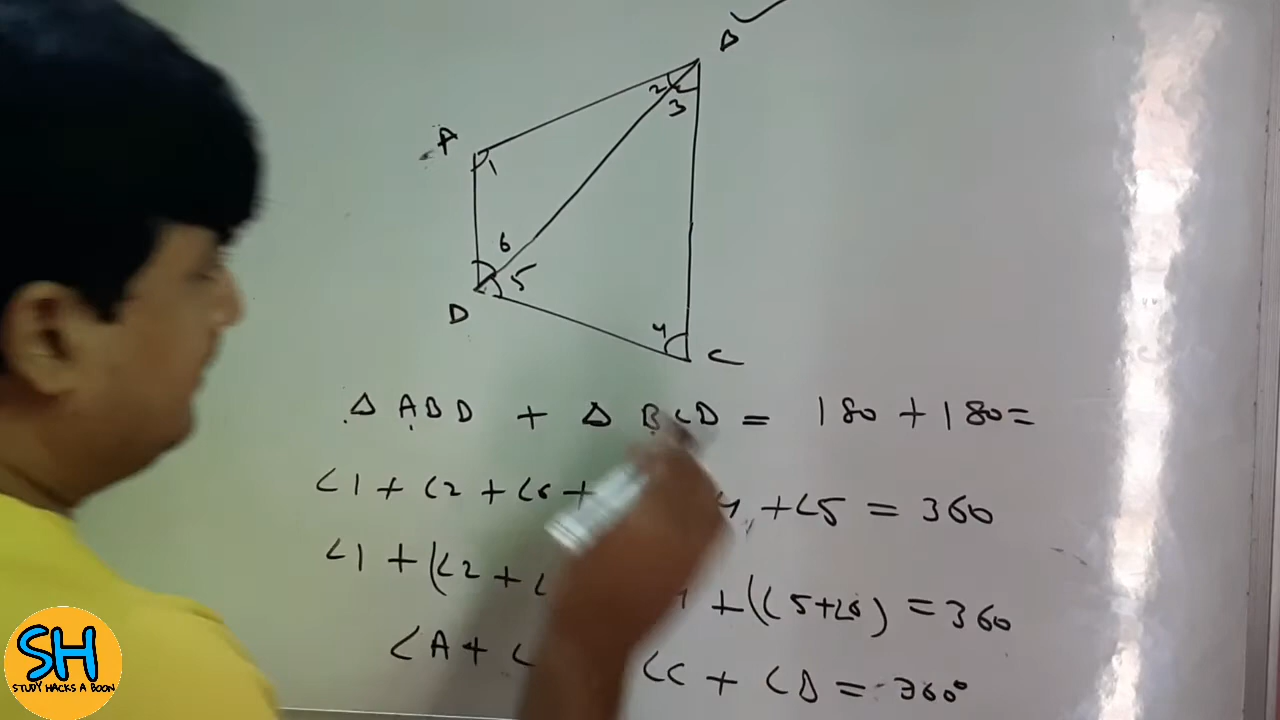 B
2
3
A
1
6
5
D
4
C
Δ ABD + Δ BCD = 180 + 180 =
∠1 + ∠2 + ∠6 + 4 + ∠5 = 360
∠1 + (∠2 + ∠ + (∠5 + ∠6) = 360
∠A + ∠ ∠C + ∠D = 360°
SH
STUDY HACKS A BOON